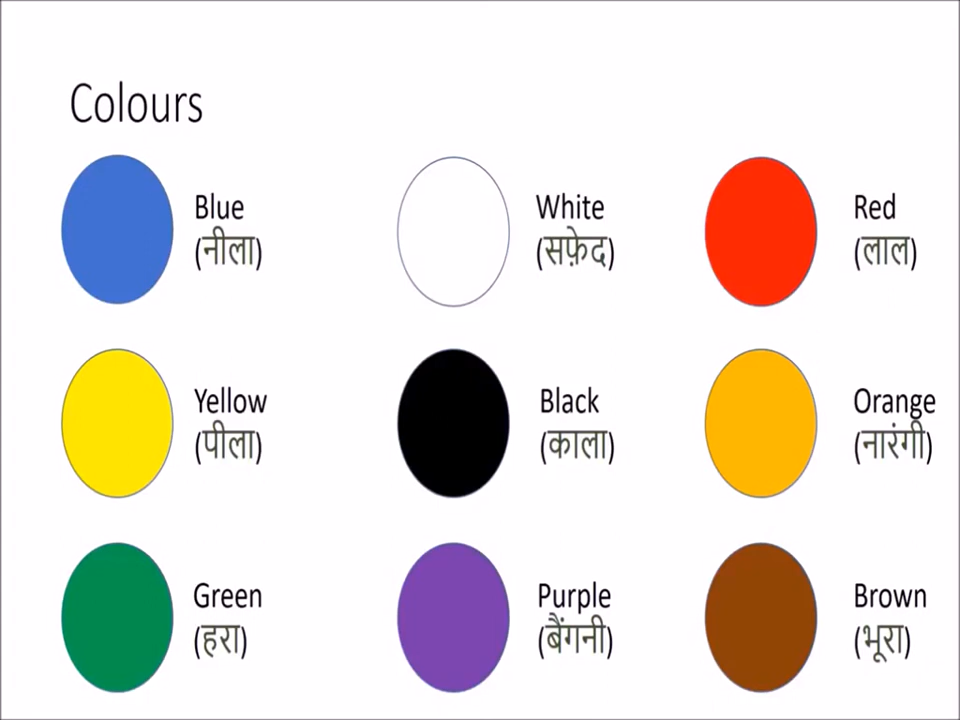 Colours
Blue
(नीला)
White
(सफ़ेद)
Red
(लाल)
Yellow
(पीला)
Black
(काला)
Orange
(नारंगी)
Green
(हरा)
Purple
(बैंगनी)
Brown
(भूरा)